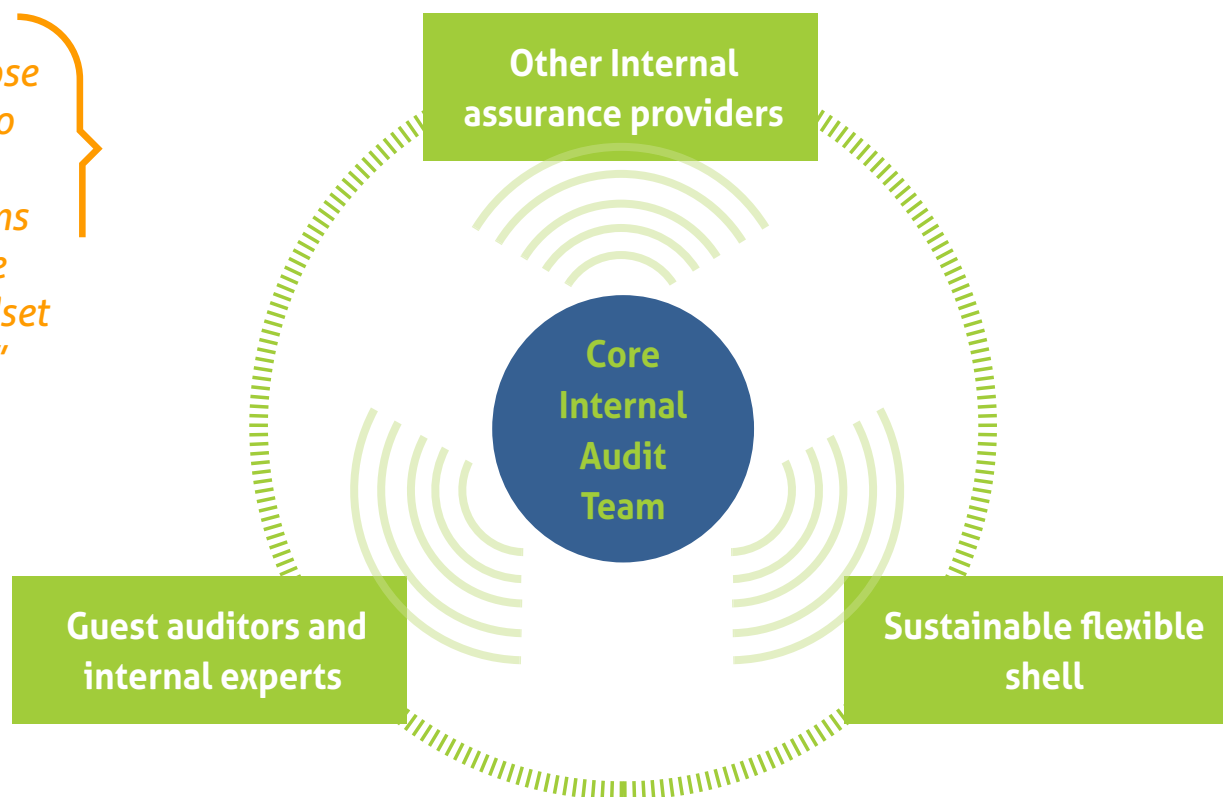 Other Internal
assurance providers
Core
Internal
Audit
Team
Guest auditors and
internal experts
Sustainable flexible
shell